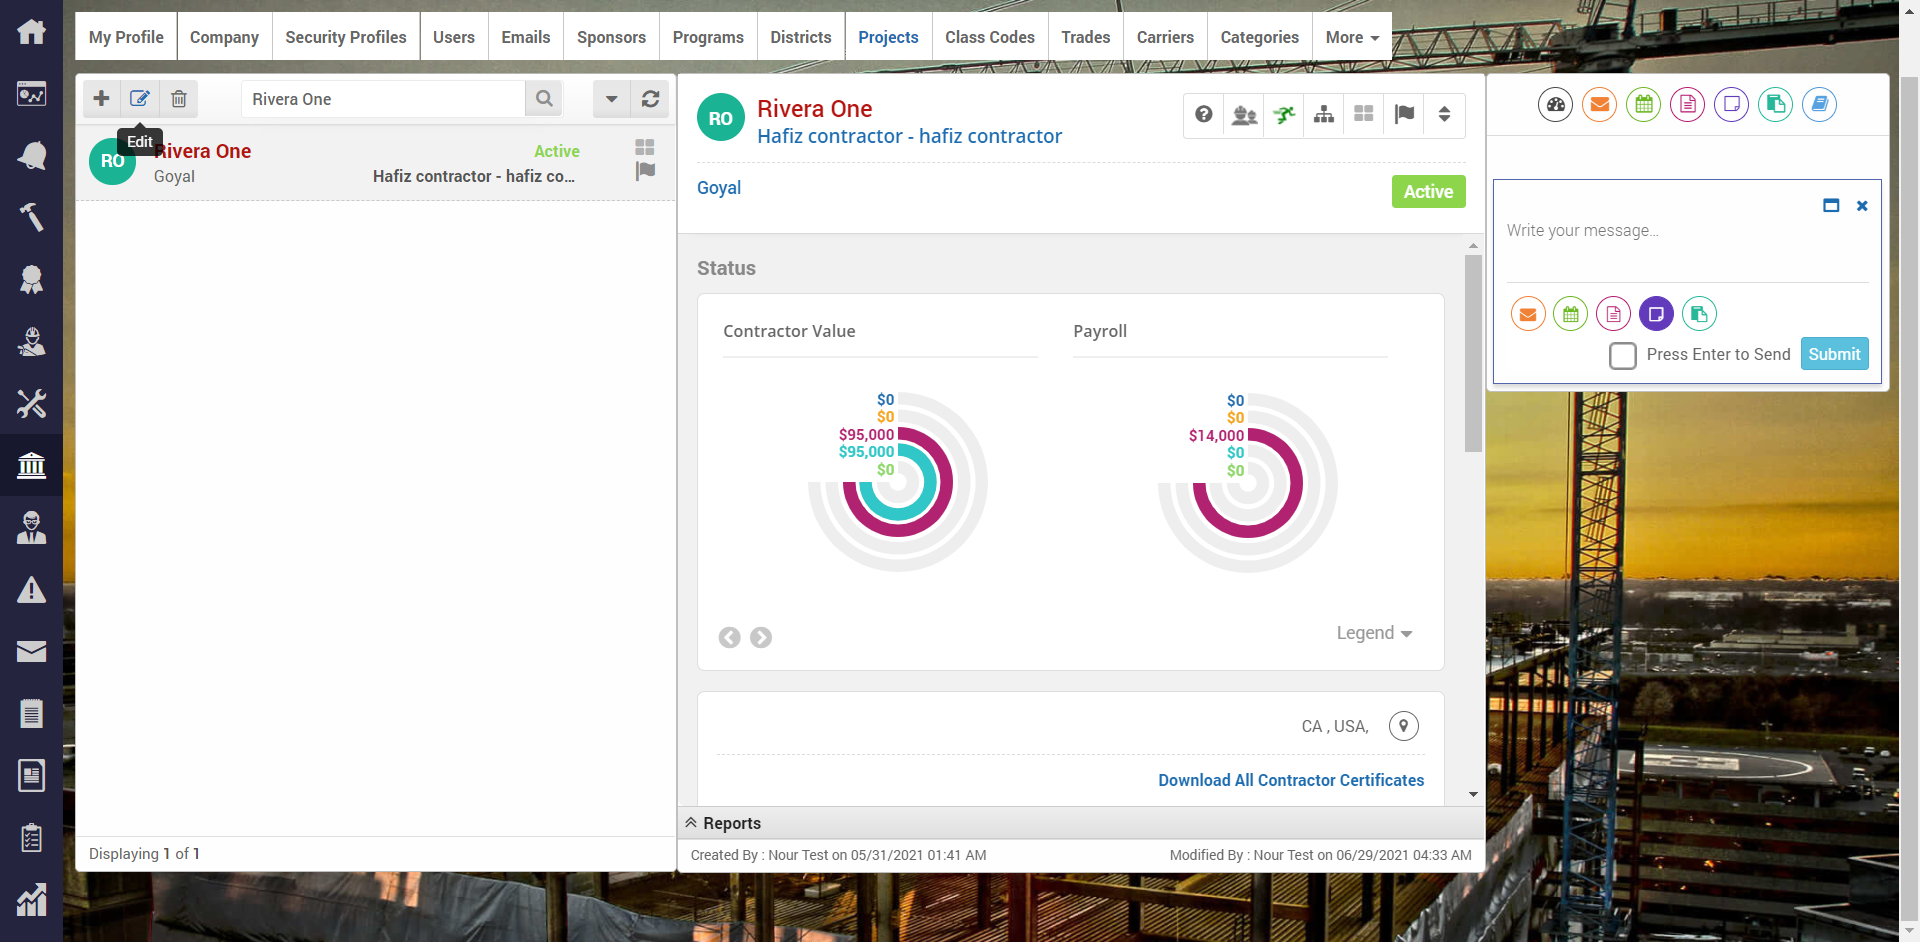 My Profile
Company
Security Profiles
Users
Emails
Sponsors
Programs
Districts
Projects
Class Codes
Trades
Carriers
Categories
More
Rivera One
Edit
RO
Rivera One
Active
Goyal
Hafiz contractor - hafiz co...
Displaying 1 of 1
RO
Rivera One
Hafiz contractor - hafiz contractor
Goyal
Active
Status
Contractor Value
$0
$0
$95,000
$95,000
$0
Payroll
$0
$0
$14,000
$0
$0
Legend
CA , USA,
Download All Contractor Certificates
Reports
Created By : Nour Test on 05/31/2021 01:41 AM
Modified By : Nour Test on 06/29/2021 04:33 AM
Write your message...
Press Enter to Send
Submit